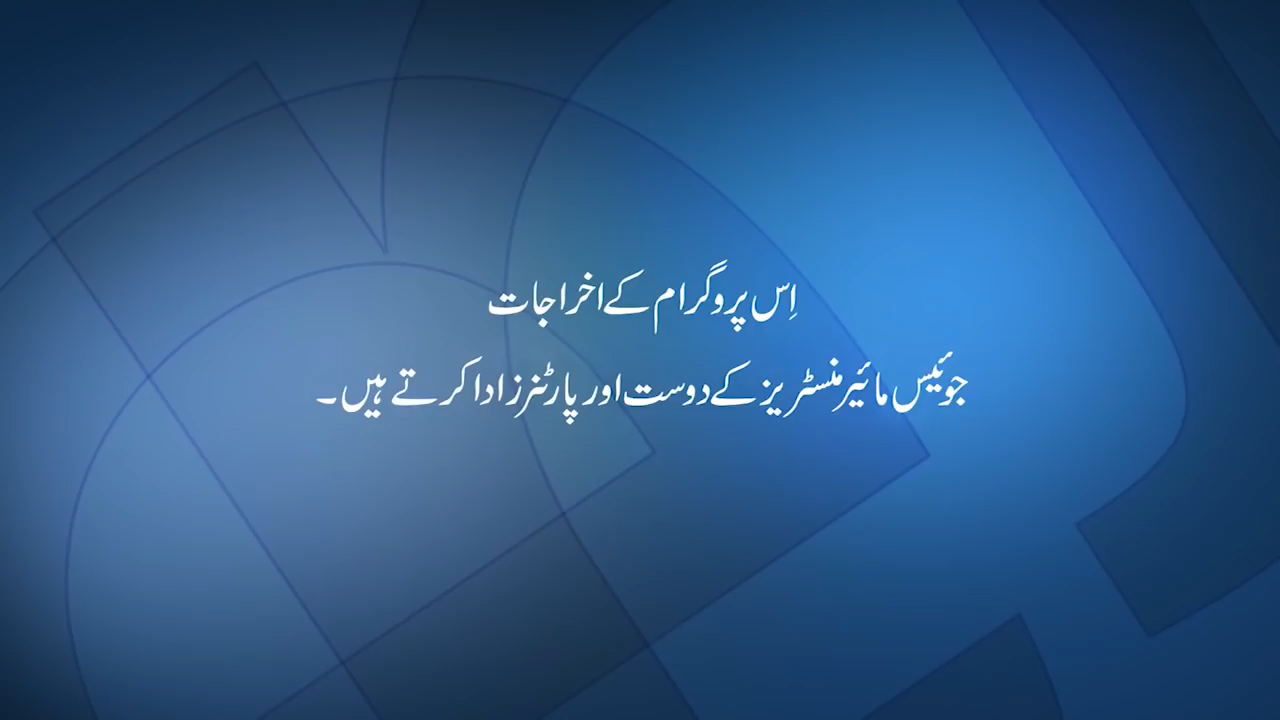 اِس پروگرام کے اخراجات
جوئیس مائیر منسٹریز کے دوست اور پارٹنرز ادا کرتے ہیں۔